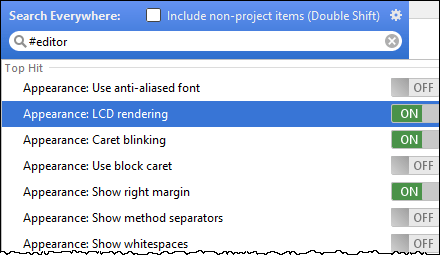 Search Everywhere: Include non-project items (Double Shift)
#editor
Top Hit
Appearance: Use anti-aliased font OFF
Appearance: LCD rendering ON
Appearance: Caret blinking ON
Appearance: Use block caret OFF
Appearance: Show right margin ON
Appearance: Show method separators OFF
Appearance: Show whitespaces OFF